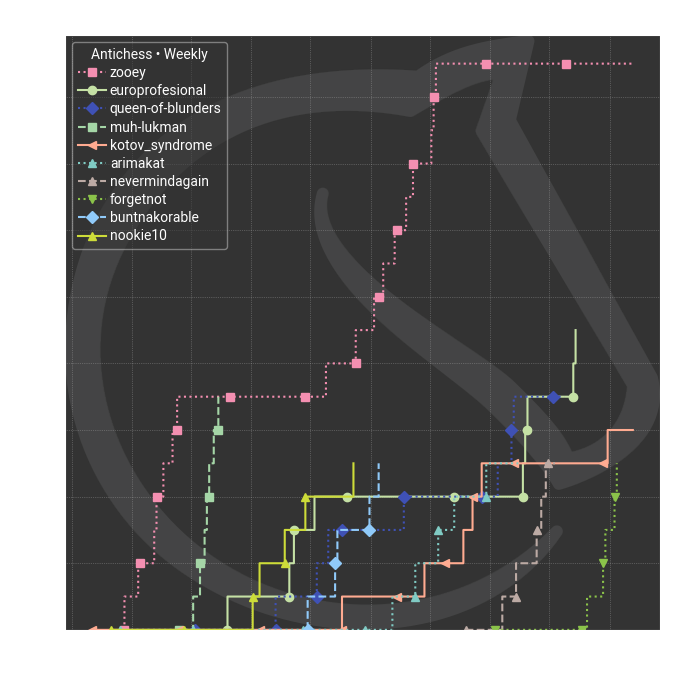 Antichess • Weekly
zooey
europrofesional
queen-of-blunders
muh-lukman
kotov_syndrome
arimakat
nevermindagain
forgetnot
buntnakorable
nookie10